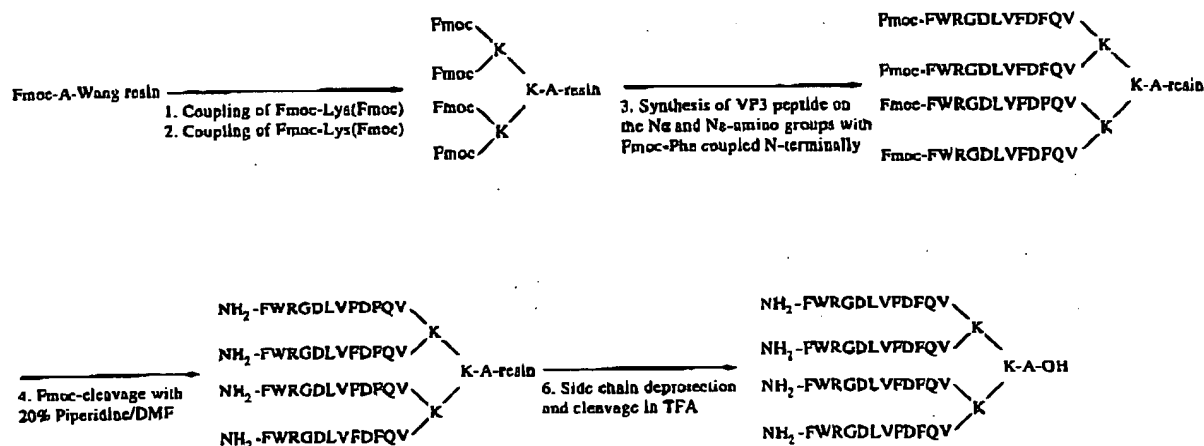 Fmoc-A-Wang resin
1. Coupling of Fmoc-Lys(Fmoc)
2. Coupling of Fmoc-Lys(Fmoc)
Fmoc
K
Fmoc
K-A-resin
Fmoc
K
Fmoc
3. Synthesis of VP3 peptide on
the Nα and Nε-amino groups with
Fmoc-Phe coupled N-terminally
Fmoc-FWRGDLVFDFQV
K
Fmoc-FWRGDLVFDFQV
K-A-resin
Fmoc-FWRGDLVFDFQV
K
Fmoc-FWRGDLVFDFQV
4. Fmoc-cleavage with
20% Piperidine/DMF
NH2-FWRGDLVFDFQV
K
NH2-FWRGDLVFDFQV
K-A-resin
NH2-FWRGDLVFDFQV
K
NH2-FWRGDLVFDFQV
6. Side chain deprotection
and cleavage in TFA
NH2-FWRGDLVFDFQV
K
NH2-FWRGDLVFDFQV
K-A-OH
NH2-FWRGDLVFDFQV
K
NH2-FWRGDLVFDFQV